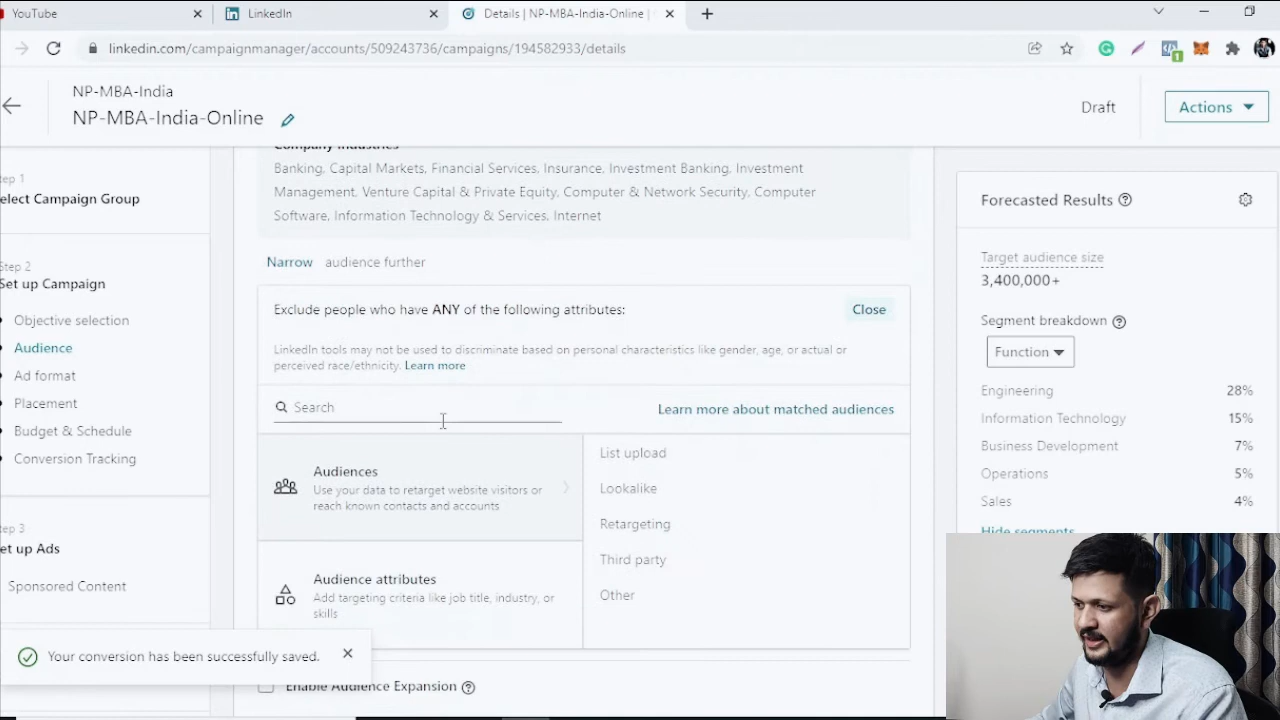 YouTube
LinkedIn
Details | NP-MBA-India-Online |
linkedin.com/campaignmanager/accounts/509243736/campaigns/194582933/details
1
NP-MBA-India
NP-MBA-India-Online
Draft
Actions
Company Industries
Banking, Capital Markets, Financial Services, Insurance, Investment Banking, Investment
Management, Venture Capital & Private Equity, Computer & Network Security, Computer
Software, Information Technology & Services, Internet
Narrow audience further
Exclude people who have ANY of the following attributes:
Close
LinkedIn tools may not be used to discriminate based on personal characteristics like gender, age, or actual or
perceived race/ethnicity. Learn more
Search
Learn more about matched audiences
Audiences
Use your data to retarget website visitors or
reach known contacts and accounts
Audience attributes
Add targeting criteria like job title, industry, or
skills
List upload
Lookalike
Retargeting
Third party
Other
Enable Audience Expansion
tep 1
elect Campaign Group
Step 2
et up Campaign
Objective selection
Audience
Ad format
Placement
Budget & Schedule
Conversion Tracking
tep 3
et up Ads
Sponsored Content
Your conversion has been successfully saved.
Forecasted Results
Target audience size
3,400,000+
Segment breakdown
Function
Engineering 28%
Information Technology 15%
Business Development 7%
Operations 5%
Sales 4%
Hide segments